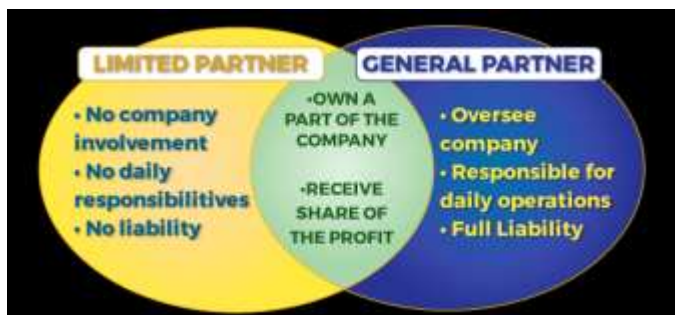 LIMITED PARTNER
• No company
involvement
• No daily
responsibilitives
• No liability
•OWN A
PART OF THE
COMPANY
•RECEIVE
SHARE OF
THE PROFIT
GENERAL PARTNER
• Oversee
company
• Responsible for
daily operations
• Full Liability